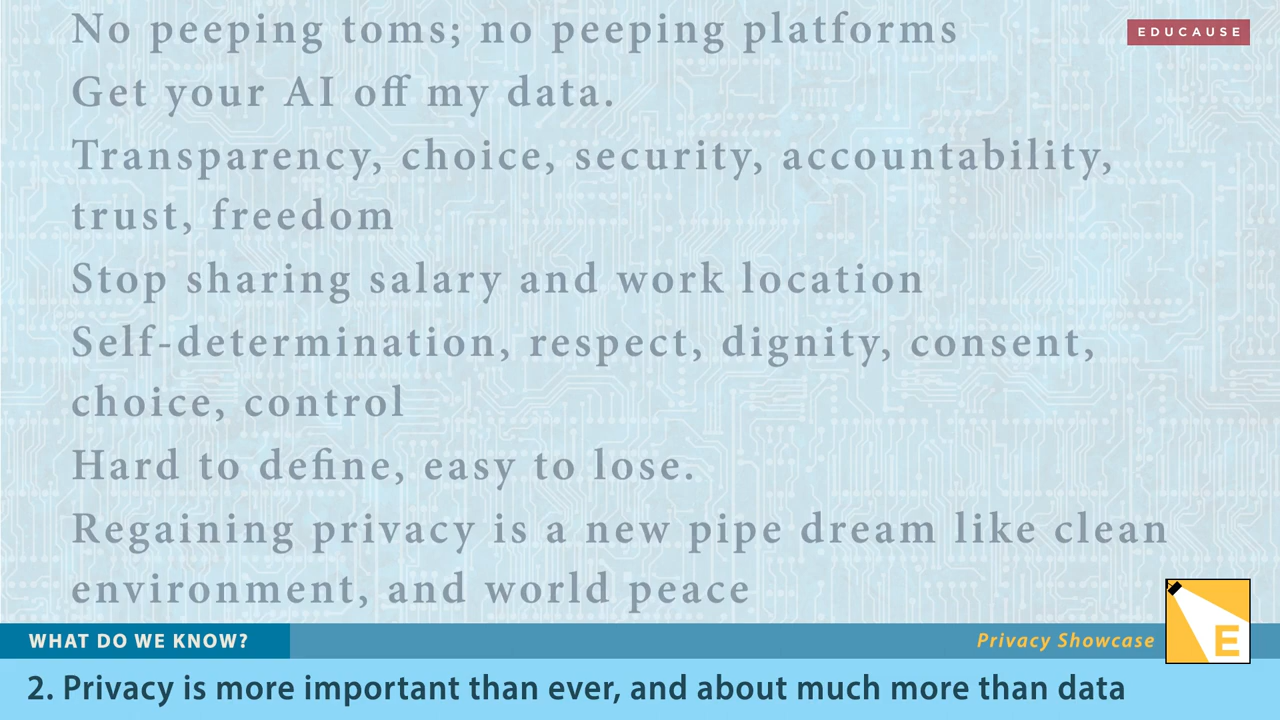 No peeping toms; no peeping platforms
EDUCAUSE
Get your AI off my data.
Transparency, choice, security, accountability,
trust, freedom
Stop sharing salary and work location
Self-determination, respect, dignity, consent,
choice, control
Hard to define, easy to lose.
Regaining privacy is a new pipe dream like clean
environment, and world peace
WHAT DO WE KNOW?
Privacy Showcase
E
2. Privacy is more important than ever, and about much more than data